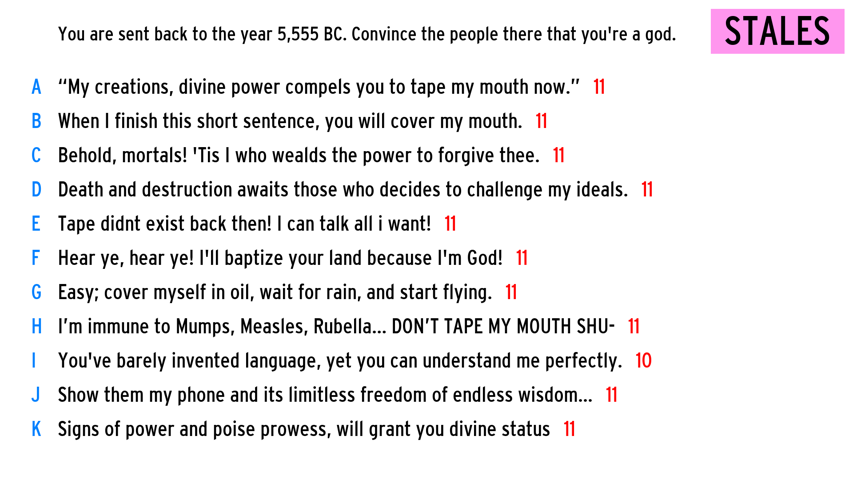 You are sent back to the year 5,555 BC. Convince the people there that you're a god.
STALES
A “My creations, divine power compels you to tape my mouth now.” 11
B When I finish this short sentence, you will cover my mouth. 11
C Behold, mortals! 'Tis I who wealds the power to forgive thee. 11
D Death and destruction awaits those who decides to challenge my ideals. 11
E Tape didnt exist back then! I can talk all i want! 11
F Hear ye, hear ye! I'll baptize your land because I'm God! 11
G Easy; cover myself in oil, wait for rain, and start flying. 11
H I’m immune to Mumps, Measles, Rubella... DON’T TAPE MY MOUTH SHU- 11
I You've barely invented language, yet you can understand me perfectly. 10
J Show them my phone and its limitless freedom of endless wisdom... 11
K Signs of power and poise prowess, will grant you divine status 11